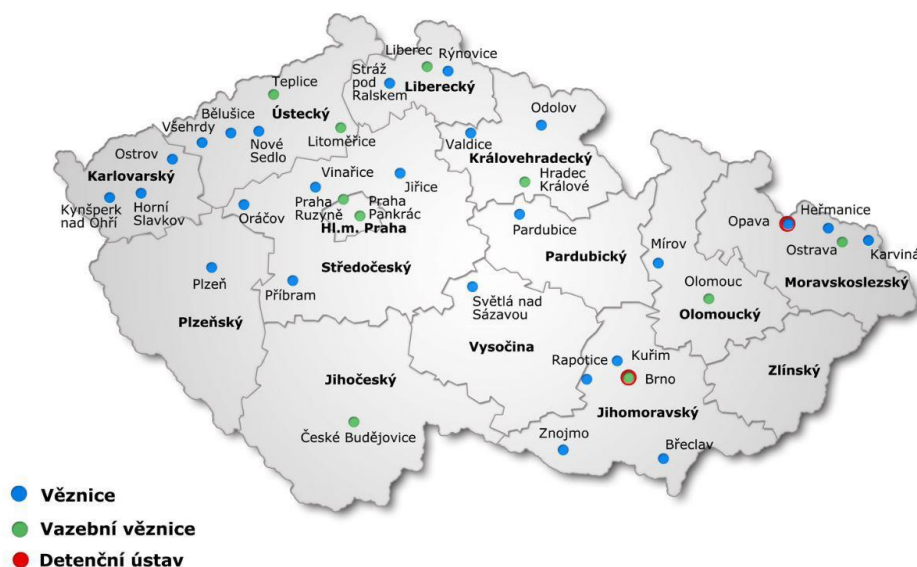 Liberec
Rýnovice
Stráž
pod
Ralskem
Liberecký
Teplice
Ústecký
Bělušice
Všehrdy
Nové
Sedlo
Litoměřice
Odolov
Valdice
Královehradecký
Hradec
Králové
Ostrov
Karlovarský
Kynšperk
nad Ohří
Horní
Slavkov
Vinařice
Jiřice
Oráčov
Praha
Ruzyně
Praha
Pankrác
Hl.m. Praha
Středočeský
Příbram
Plzeň
Plzeňský
Pardubice
Pardubický
Mírov
Opava
Heřmanice
Ostrava
Karviná
Moravskoslezský
Olomouc
Olomoucký
Světlá nad
Sázavou
Vysočina
Zlínský
Rapotice
Kuřim
Brno
Jihomoravský
Jihočeský
České Budějovice
Znojmo
Břeclav
Věznice
Vazební věznice
Detenční ústav